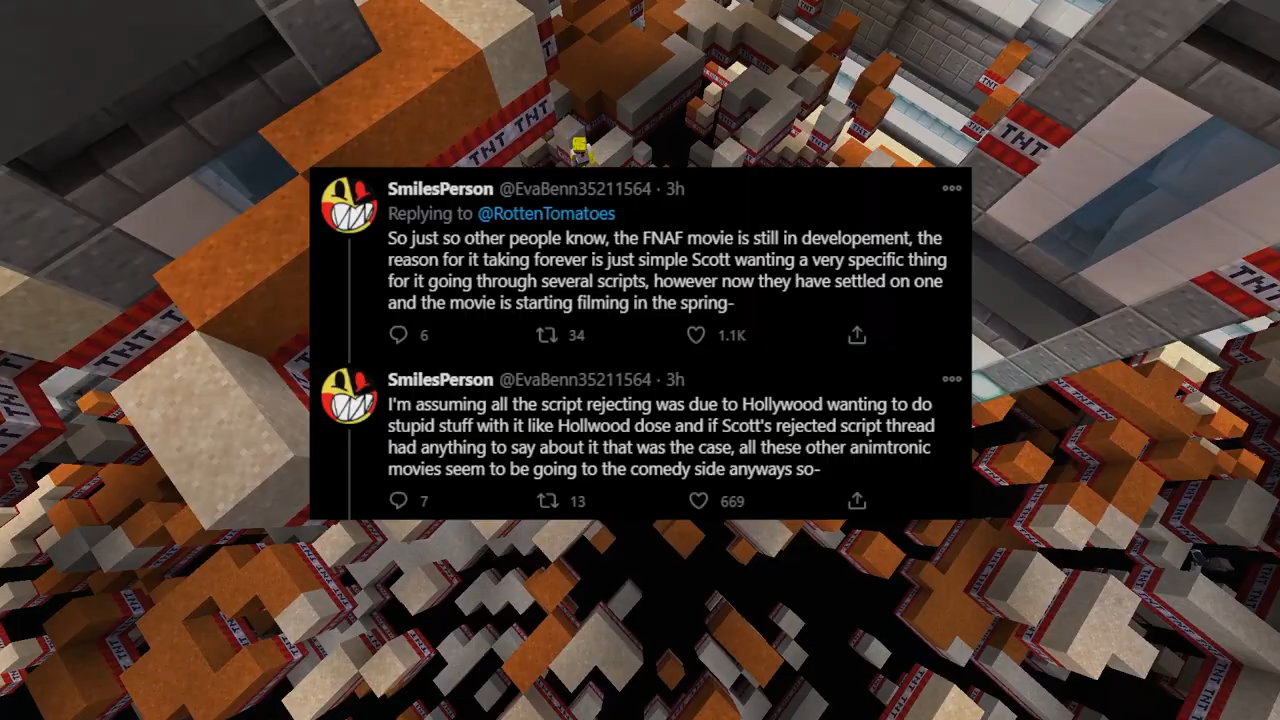 TNT TNT
TNT
SmilesPerson @EvaBenn35211564 · 3h
Replying to @RottenTomatoes
So just so other people know, the FNAF movie is still in developement, the
reason for it taking forever is just simple Scott wanting a very specific thing
for it going through several scripts, however now they have settled on one
and the movie is starting filming in the spring-
6 34 1.1K
SmilesPerson @EvaBenn35211564 · 3h
I'm assuming all the script rejecting was due to Hollywood wanting to do
stupid stuff with it like Hollwood dose and if Scott's rejected script thread
had anything to say about it that was the case, all these other animtronic
movies seem to be going to the comedy side anyways so-
7 13 669